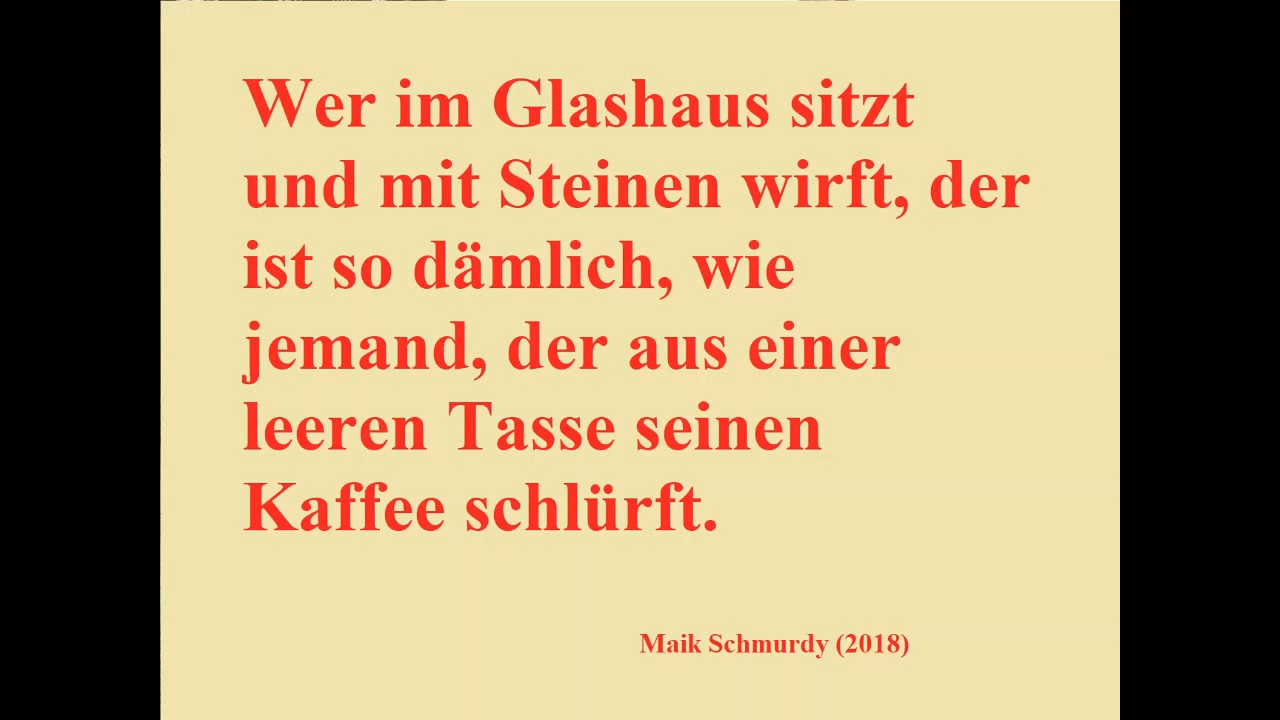 Wer im Glashaus sitzt
und mit Steinen wirft, der
ist so dämlich, wie
jemand, der aus einer
leeren Tasse seinen
Kaffee schlürft.
Maik Schmurdy (2018)